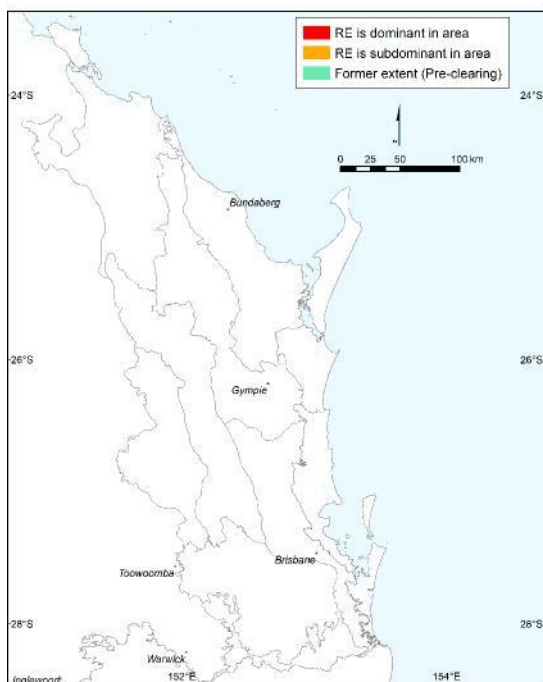 RE is dominant in area
RE is subdominant in area
Former extent (Pre-clearing)
24°S
24°S
0 25 50 100 km
Bundaberg
26°S
26°S
Gympie
Brisbane
Toowoomba
28°S
28°S
Warwick
152°E
154°E
Inglewood